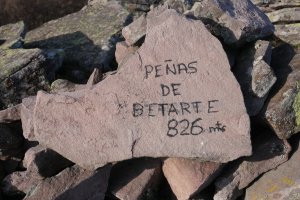 PEÑAS
DE
BETARTE
826 mts